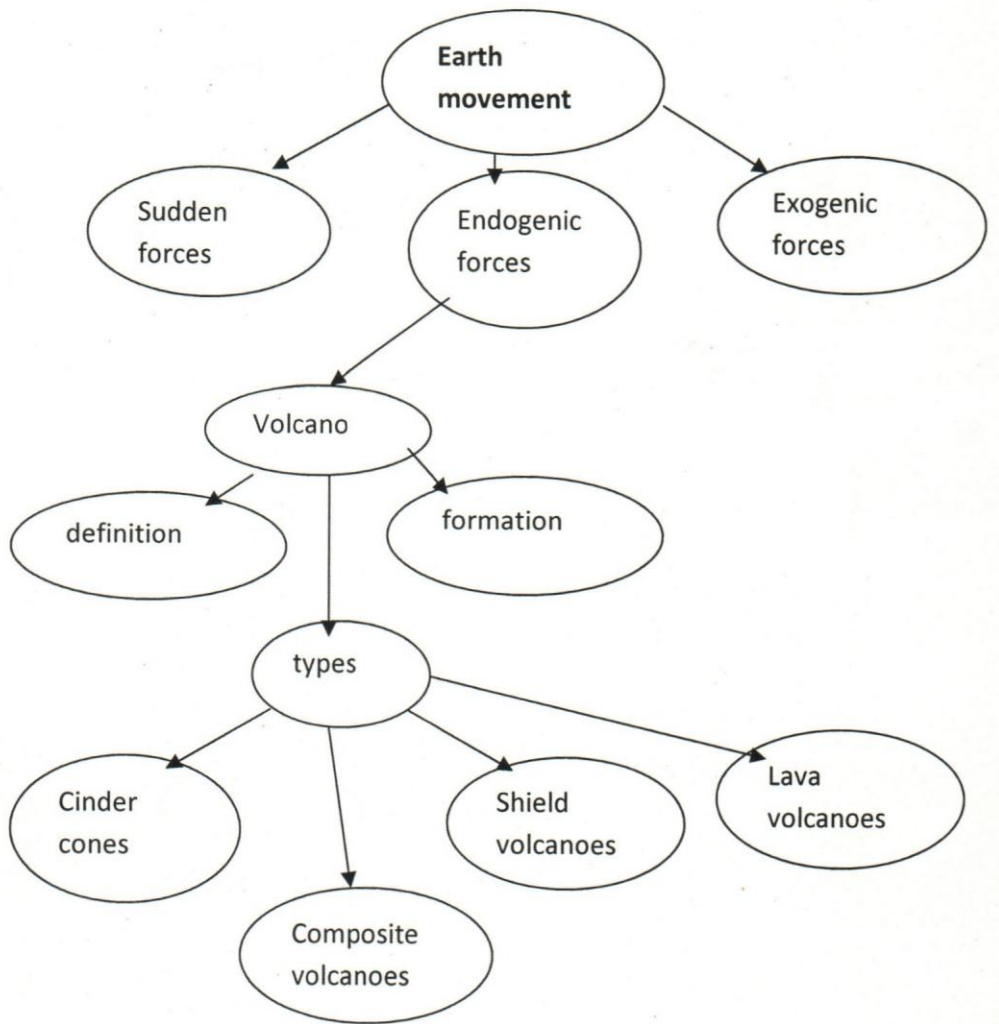 Earth
movement
Sudden
forces
Endogenic
forces
Exogenic
forces
Volcano
definition
formation
types
Cinder
cones
Shield
volcanoes
Lava
volcanoes
Composite
volcanoes